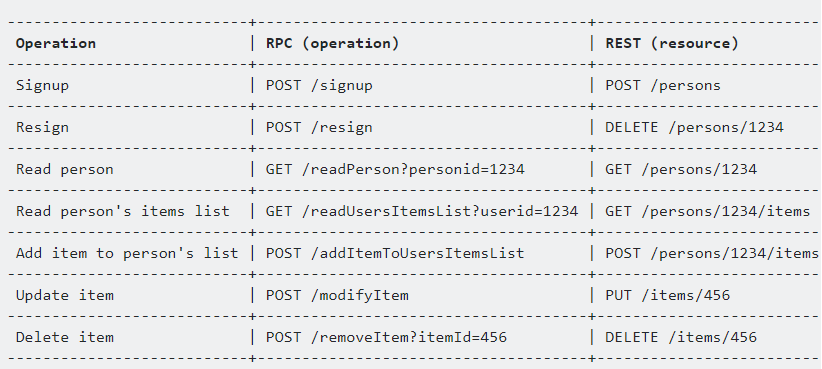 Operation | RPC (operation) | REST (resource)
Signup | POST /signup | POST /persons
Resign | POST /resign | DELETE /persons/1234
Read person | GET /readPerson?personid=1234 | GET /persons/1234
Read person's items list | GET /readUsersItemsList?userid=1234 | GET /persons/1234/items
Add item to person's list | POST /addItemToUsersItemsList | POST /persons/1234/items
Update item | POST /modifyItem | PUT /items/456
Delete item | POST /removeItem?itemId=456 | DELETE /items/456